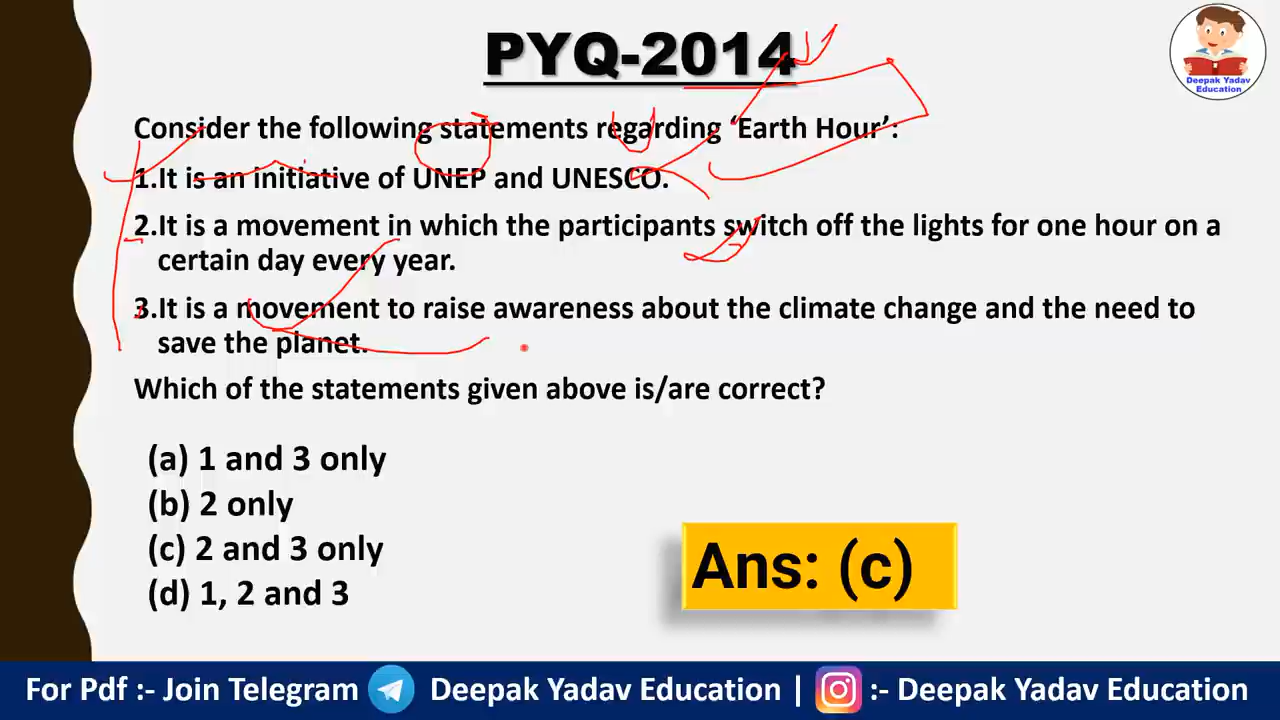 PYQ-2014
Deepak Yadav
Education
Consider the following statements regarding ‘Earth Hour’:
1.It is an initiative of UNEP and UNESCO.
2.It is a movement in which the participants switch off the lights for one hour on a
certain day every year.
3.It is a movement to raise awareness about the climate change and the need to
save the planet.
Which of the statements given above is/are correct?
(a) 1 and 3 only
(b) 2 only
(c) 2 and 3 only
(d) 1, 2 and 3
Ans: (c)
For Pdf :- Join Telegram Deepak Yadav Education | :- Deepak Yadav Education